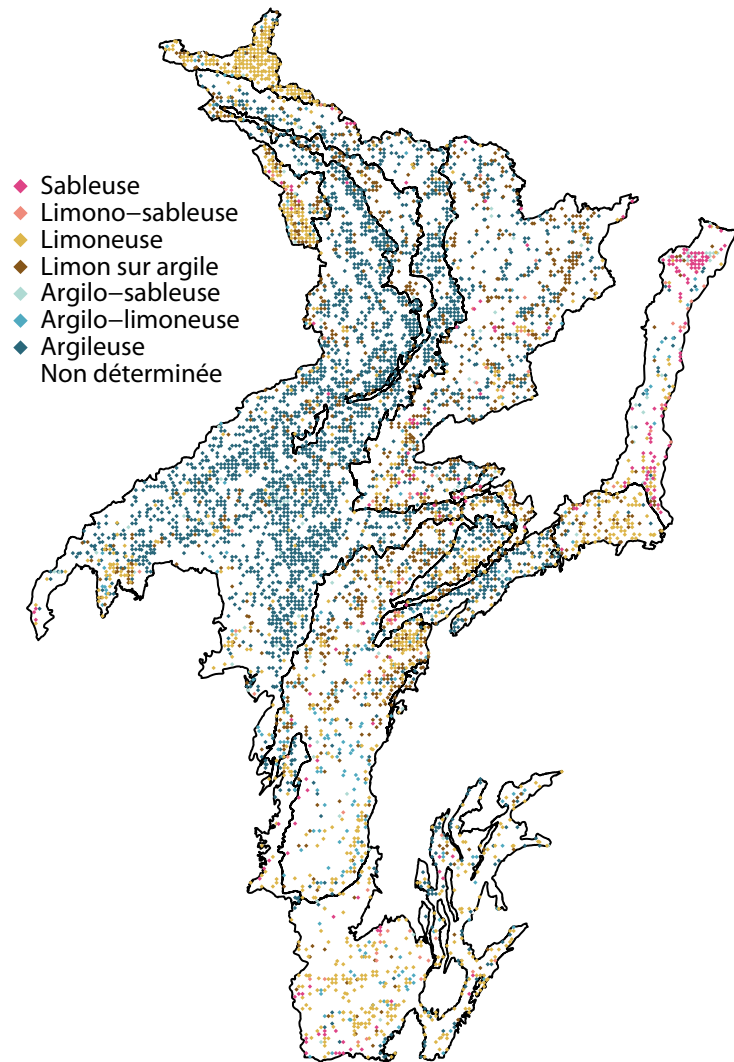 Sableuse
Limono−sableuse
Limoneuse
Limon sur argile
Argilo−sableuse
Argilo−limoneuse
Argileuse
Non déterminée